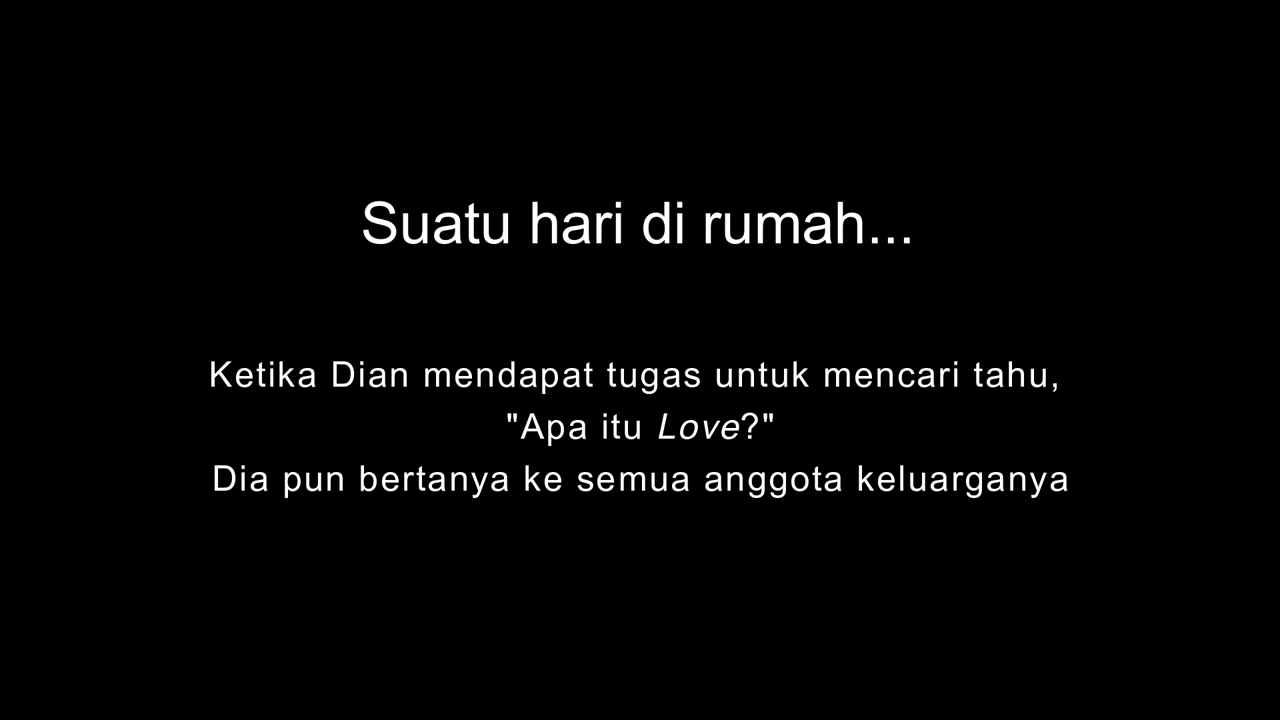 Suatu hari di rumah...
Ketika Dian mendapat tugas untuk mencari tahu,
"Apa itu Love?"
Dia pun bertanya ke semua anggota keluarganya